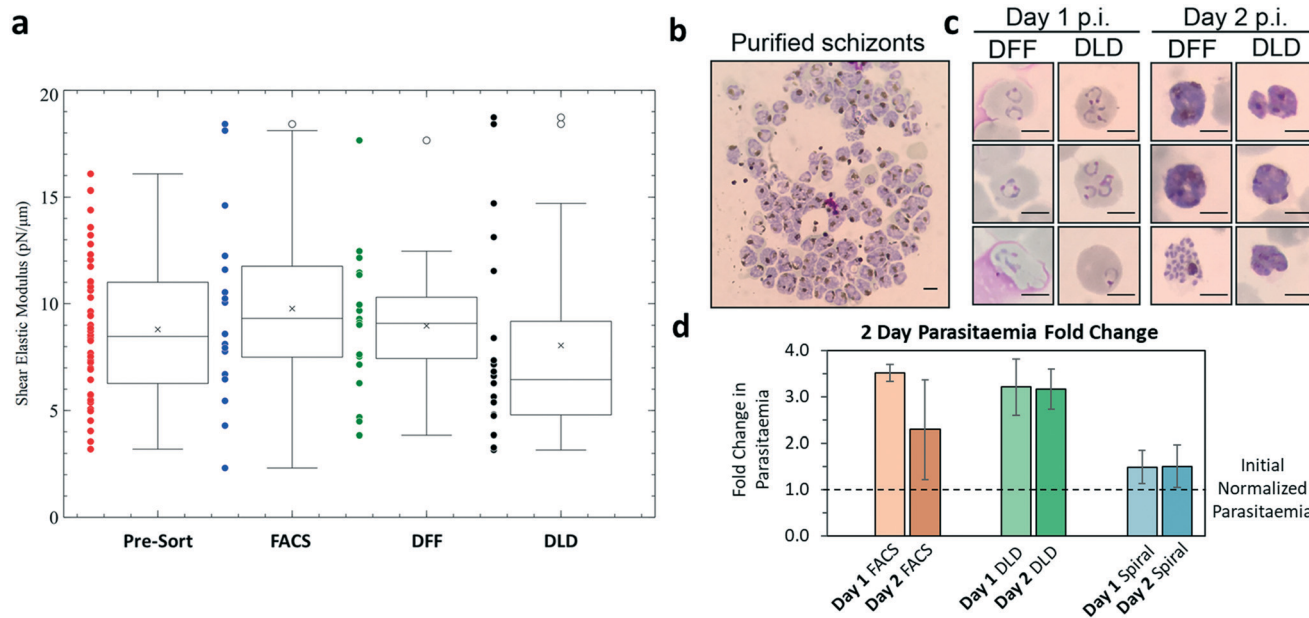 a
Shear Elastic Modulus (pN/μm)
20
15
10
5
0
Pre-Sort
FACS
DFF
DLD
b
Purified schizonts
c
Day 1 p.i.
Day 2 p.i.
DFF
DLD
DFF
DLD
d
2 Day Parasitaemia Fold Change
Fold Change in
Parasitaemia
4.0
3.0
2.0
1.0
0.0
Day 1 FACS
Day 2 FACS
Day 1 DLD
Day 2 DLD
Day 1 Spiral
Day 2 Spiral
Initial
Normalized
Parasitaemia